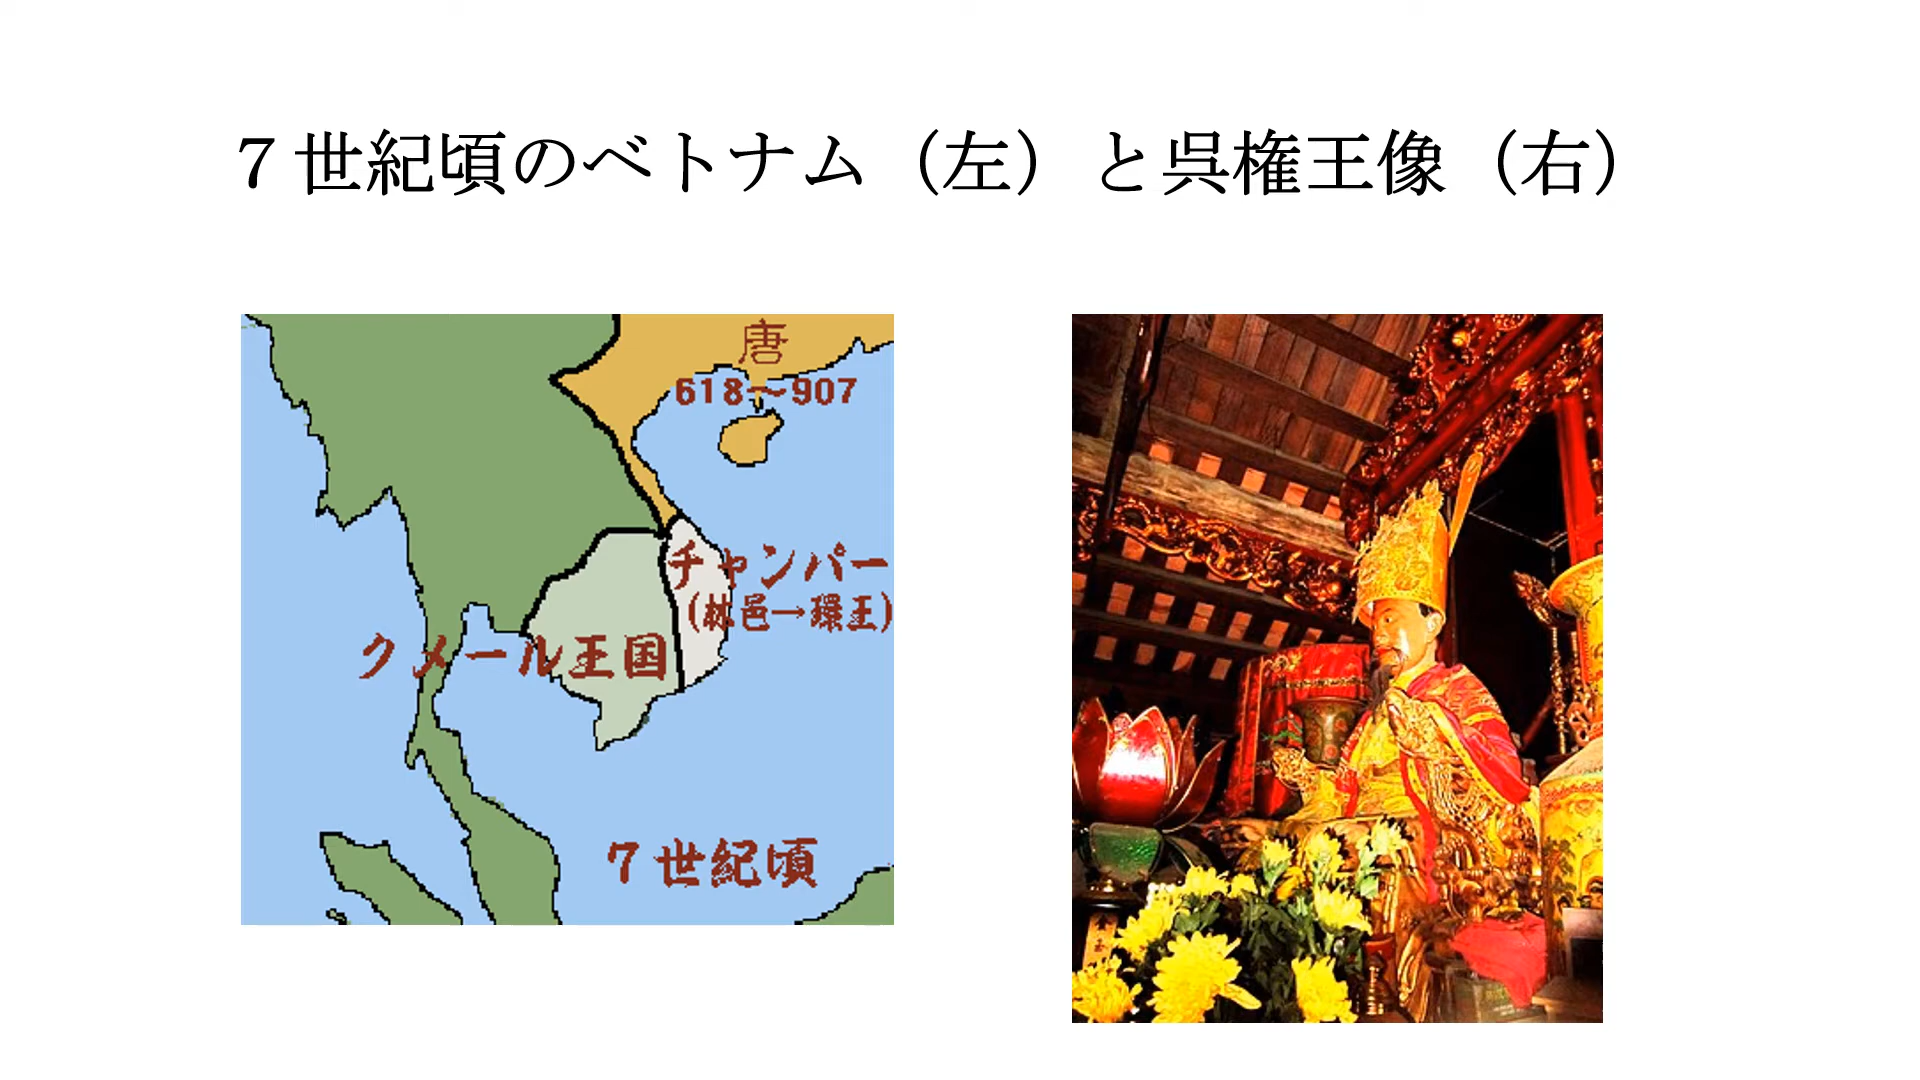 ７世紀頃のベトナム（左）と呉権王像（右）
唐
618～907
チャンパー
(林邑→環王)
クメール王国
７世紀頃